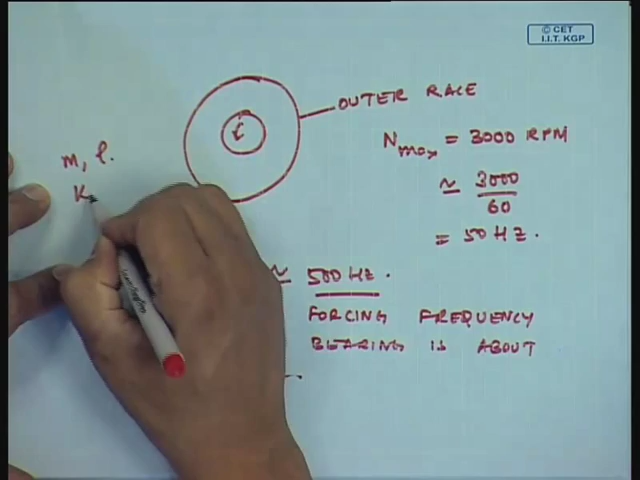 © CET
I.I.T. KGP
OUTER RACE
N max = 3000 RPM
≃ 3000
60
= 50 HZ.
m, l.
K
≃ 500 HZ.
FORCING FREQUENCY
BEARING IS ABOUT